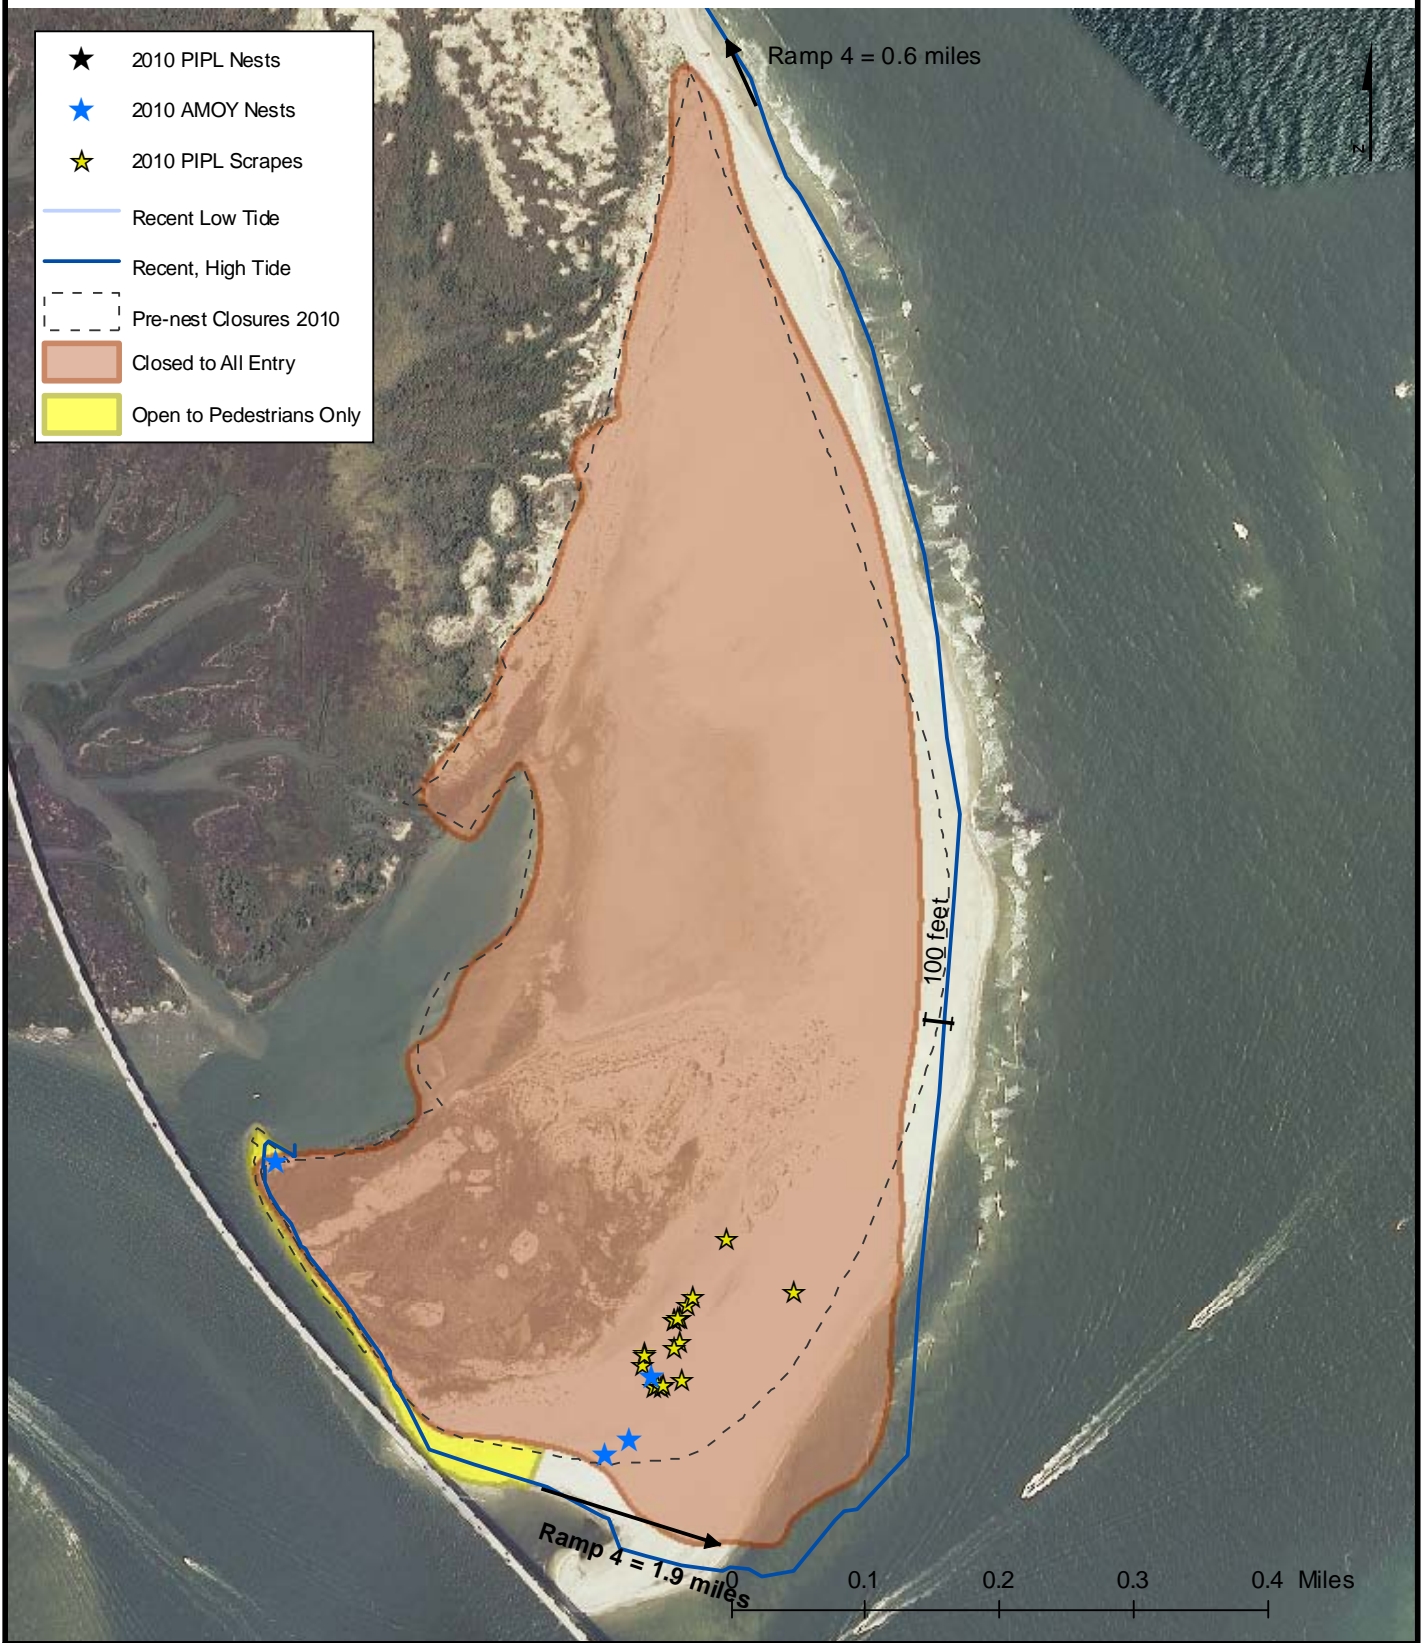 2010 PIPL Nests
2010 AMOY Nests
2010 PIPL Scrapes
Recent Low Tide
Recent, High Tide
Pre-nest Closures 2010
Closed to All Entry
Open to Pedestrians Only
Ramp 4 = 0.6 miles
z
100 feet
Ramp 4 = 1.9 miles
0 0.1 0.2 0.3 0.4 Miles